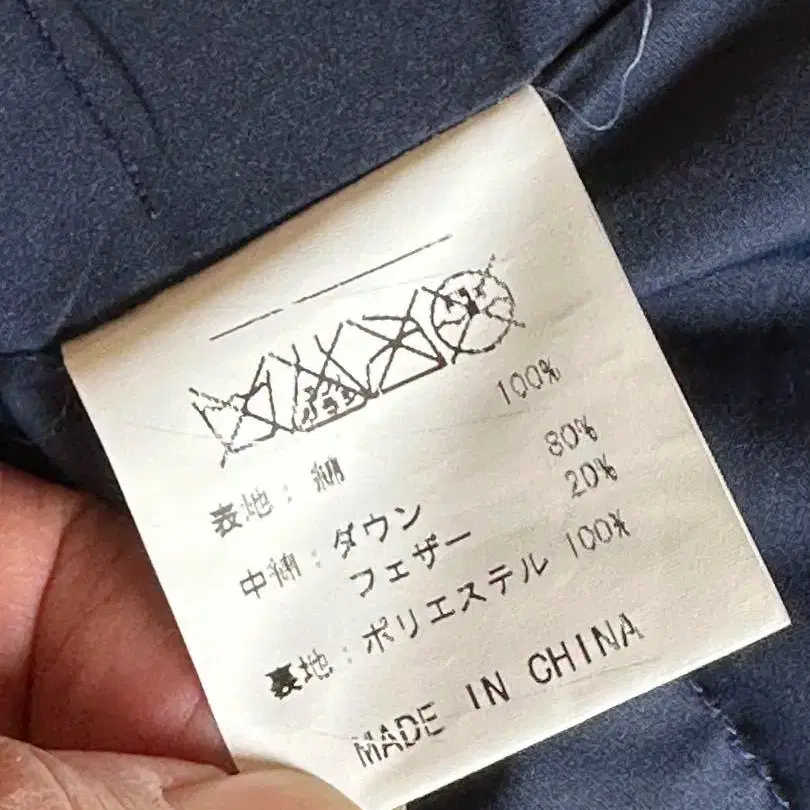 表地：綿 100%
中綿：ダウン 80%
フェザー 20%
裏地：ポリエステル 100%
MADE IN CHINA